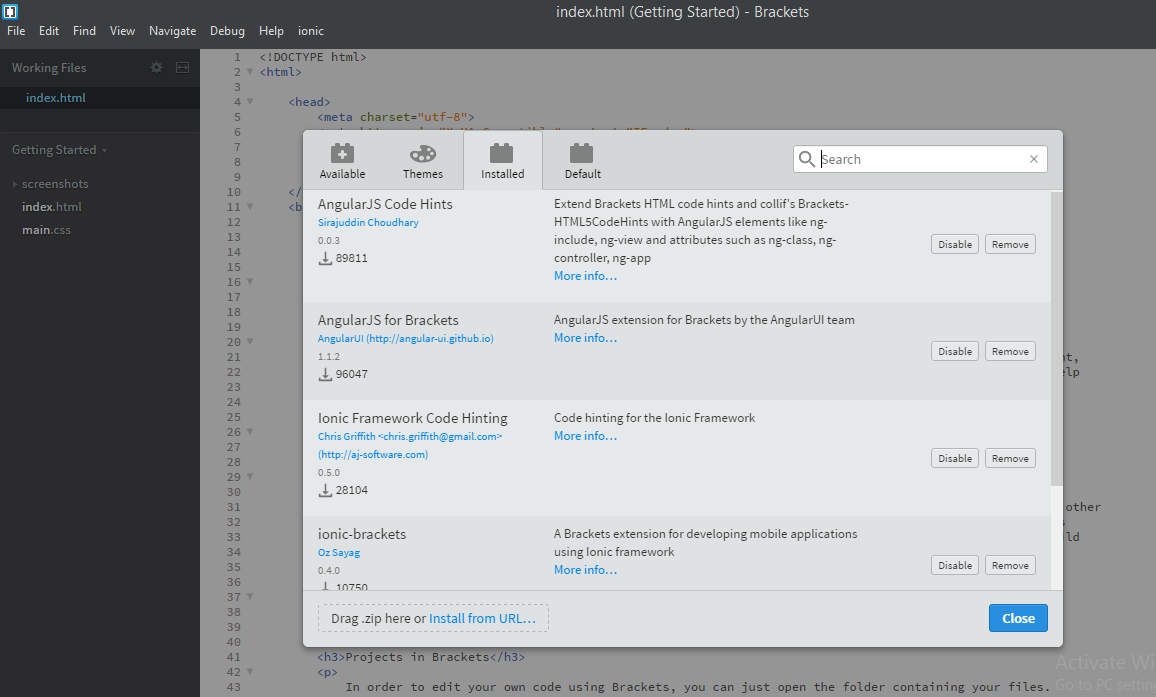 index.html (Getting Started) - Brackets
File Edit Find View Navigate Debug Help ionic
Working Files
index.html
Getting Started
screenshots
index.html
main.css
1 <!DOCTYPE html>
2 <html>
3
4 <head>
5 <meta charset="utf-8">
6
7
8
9
10 </
11 <b
12
13
14
15
16
17
18
19
20
21
22
23
24
25
26
27
28
29
30
31 other
32
33
34
35
36
37
38
39
40
41 <h3>Projects in Brackets</h3>
42 <p>
43 In order to edit your own code using Brackets, you can just open the folder containing your files.
Available Themes Installed Default
Search
AngularJS Code Hints
Sirajuddin Choudhary
0.0.3
89811
Extend Brackets HTML code hints and collif's Brackets-
HTML5CodeHints with AngularJS elements like ng-
include, ng-view and attributes such as ng-class, ng-
controller, ng-app
More info...
Disable Remove
AngularJS for Brackets
AngularUI (http://angular-ui.github.io)
1.1.2
96047
AngularJS extension for Brackets by the AngularUI team
More info...
Disable Remove
Ionic Framework Code Hinting
Chris Griffith <chris.griffith@gmail.com>
(http://aj-software.com)
0.5.0
28104
Code hinting for the Ionic Framework
More info...
Disable Remove
ionic-brackets
Oz Sayag
0.4.0
10750
A Brackets extension for developing mobile applications
using Ionic framework
More info...
Disable Remove
Drag .zip here or Install from URL...
Close
Activate Wi
Go to PC settin